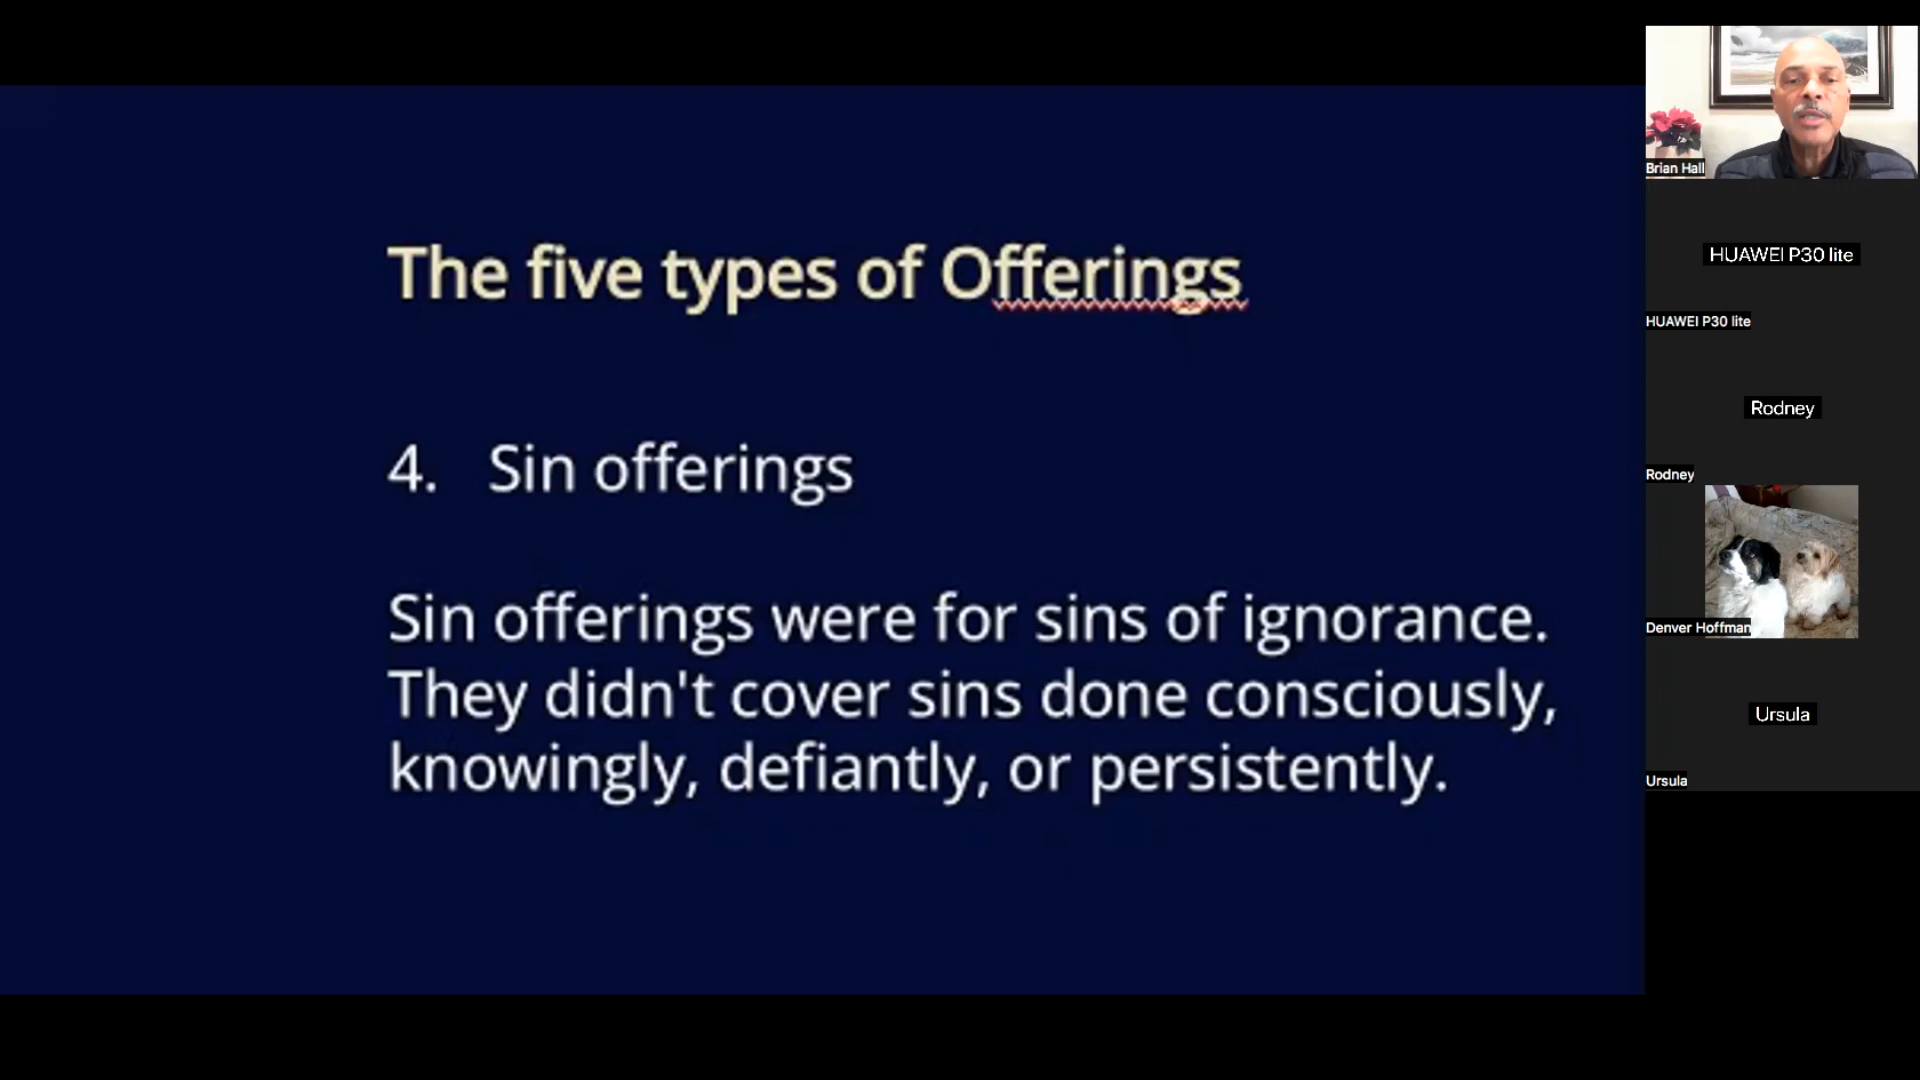 The five types of Offerings
4. Sin offerings
Sin offerings were for sins of ignorance.
They didn't cover sins done consciously,
knowingly, defiantly, or persistently.
Brian Hall
HUAWEI P30 lite
HUAWEI P30 lite
Rodney
Rodney
Denver Hoffman
Ursula
Ursula